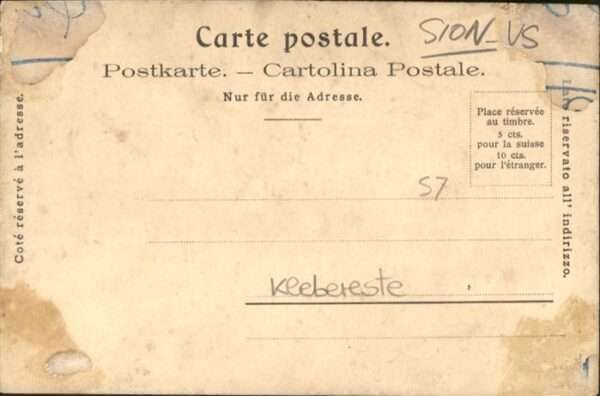 Carte postale.
SION-VS
Postkarte. — Cartolina Postale.
Nur für die Adresse.
Coté réservé à l'adresse.
Place réservée
au timbre.
5 cts.
pour la suisse
10 cts.
pour l'étranger.
riservato all' indirizzo.
57
Klebereste